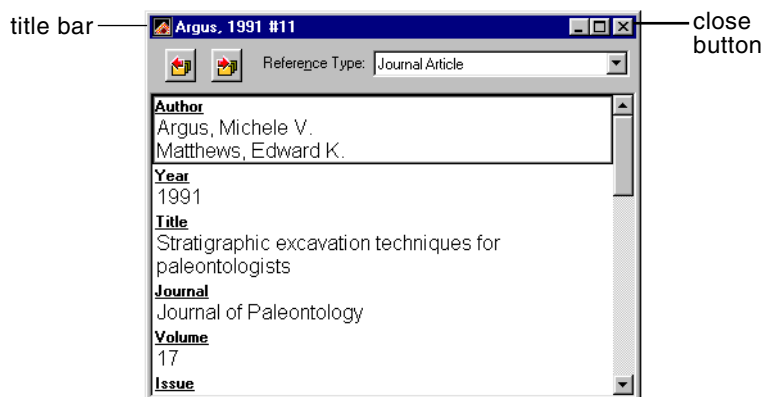 title bar
Argus, 1991 #11
close
button
Reference Type: Journal Article
Author
Argus, Michele V.
Matthews, Edward K.
Year
1991
Title
Stratigraphic excavation techniques for
paleontologists
Journal
Journal of Paleontology
Volume
17
Issue